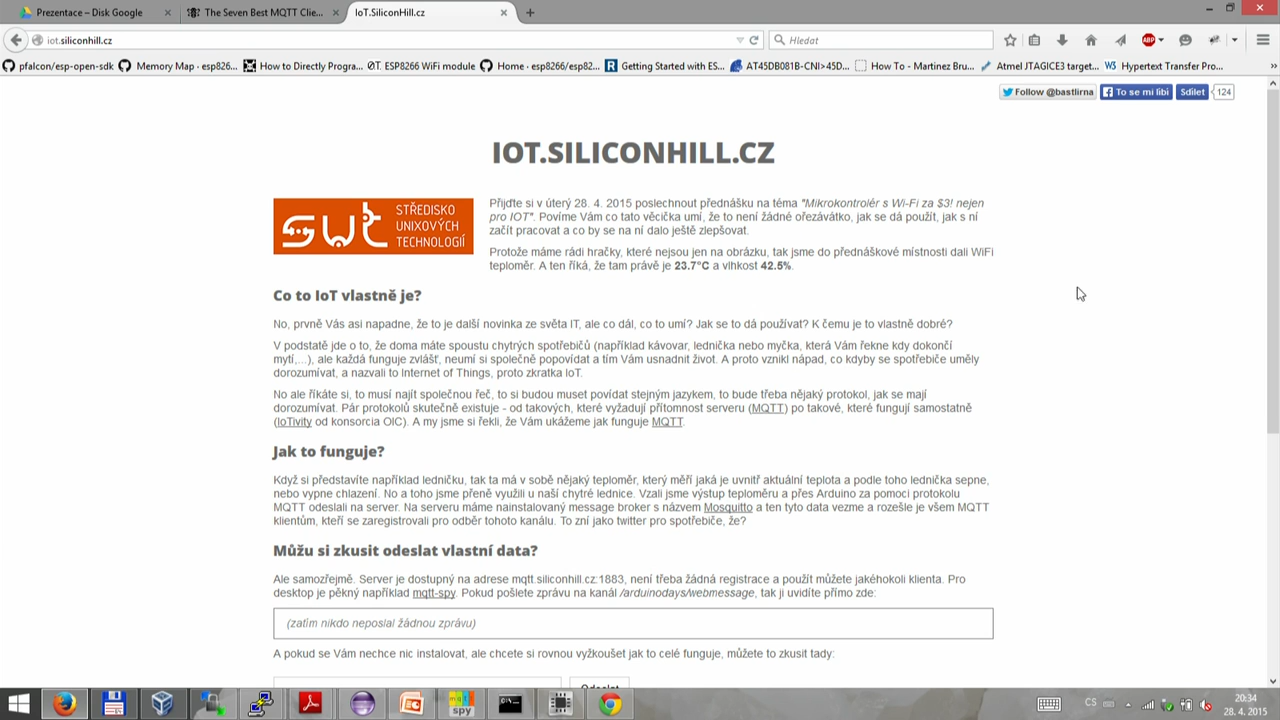 Prezentace – Disk Google
The Seven Best MQTT Clie...
IoT.SiliconHill.cz
iot.siliconhill.cz
Hledat
ABP
pfalcon/esp-open-sdk
Memory Map · esp826...
How to Directly Progra...
ESP8266 WiFi module
Home · esp8266/esp82...
Getting Started with ES...
AT45DB081B-CNI>45D...
How To - Martinez Bru...
Atmel JTAGICE3 target...
Hypertext Transfer Pro...
Follow @bastlirna
To se mi líbí
Sdílet
124
IOT.SILICONHILL.CZ
SUT
STŘEDISKO
UNIXOVÝCH
TECHNOLOGIÍ
Přijďte si v úterý 28. 4. 2015 poslechnout přednášku na téma "Mikrokontrolér s Wi-Fi za $3! nejen
pro IOT". Povíme Vám co tato věcička umí, že to není žádné ořezávátko, jak se dá použít, jak s ní
začít pracovat a co by se na ní dalo ještě zlepšovat.
Protože máme rádi hračky, které nejsou jen na obrázku, tak jsme do přednáškové místnosti dali WiFi
teploměr. A ten říká, že tam právě je 23.7°C a vlhkost 42.5%.
Co to IoT vlastně je?
No, prvně Vás asi napadne, že to je další novinka ze světa IT, ale co dál, co to umí? Jak se to dá používat? K čemu je to vlastně dobré?
V podstatě jde o to, že doma máte spoustu chytrých spotřebičů (například kávovar, lednička nebo myčka, která Vám řekne kdy dokončí
mytí,...), ale každá funguje zvlášť, neumí si společně popovídat a tím Vám usnadnit život. A proto vznikl nápad, co kdyby se spotřebiče uměly
dorozumívat, a nazvali to Internet of Things, proto zkratka IoT.
No ale říkáte si, to musí najít společnou řeč, to si budou muset povídat stejným jazykem, to bude třeba nějaký protokol, jak se mají
dorozumívat. Pár protokolů skutečně existuje - od takových, které vyžadují přítomnost serveru (MQTT) po takové, které fungují samostatně
(IoTivity od konsorcia OIC). A my jsme si řekli, že Vám ukážeme jak funguje MQTT.
Jak to funguje?
Když si představíte například ledničku, tak ta má v sobě nějaký teploměr, který měří jaká je uvnitř aktuální teplota a podle toho lednička sepne,
nebo vypne chlazení. No a toho jsme přeně využili u naší chytré lednice. Vzali jsme výstup teploměru a přes Arduino za pomoci protokolu
MQTT odeslali na server. Na serveru máme nainstalovaný message broker s názvem Mosquitto a ten tyto data vezme a rozešle je všem MQTT
klientům, kteří se zaregistrovali pro odběr tohoto kanálu. To zní jako twitter pro spotřebiče, že?
Můžu si zkusit odeslat vlastní data?
Ale samozřejmě. Server je dostupný na adrese mqtt.siliconhill.cz:1883, není třeba žádná registrace a použít můžete jakéhokoli klienta. Pro
desktop je pěkný například mqtt-spy. Pokud pošlete zprávu na kanál /arduinodays/webmessage, tak ji uvidíte přímo zde:
(zatím nikdo neposlal žádnou zprávu)
A pokud se Vám nechce nic instalovat, ale chcete si rovnou vyzkoušet jak to celé funguje, můžete to zkusit tady:
Odeslat
mqtt
spy
CS
20:34
28. 4. 2015